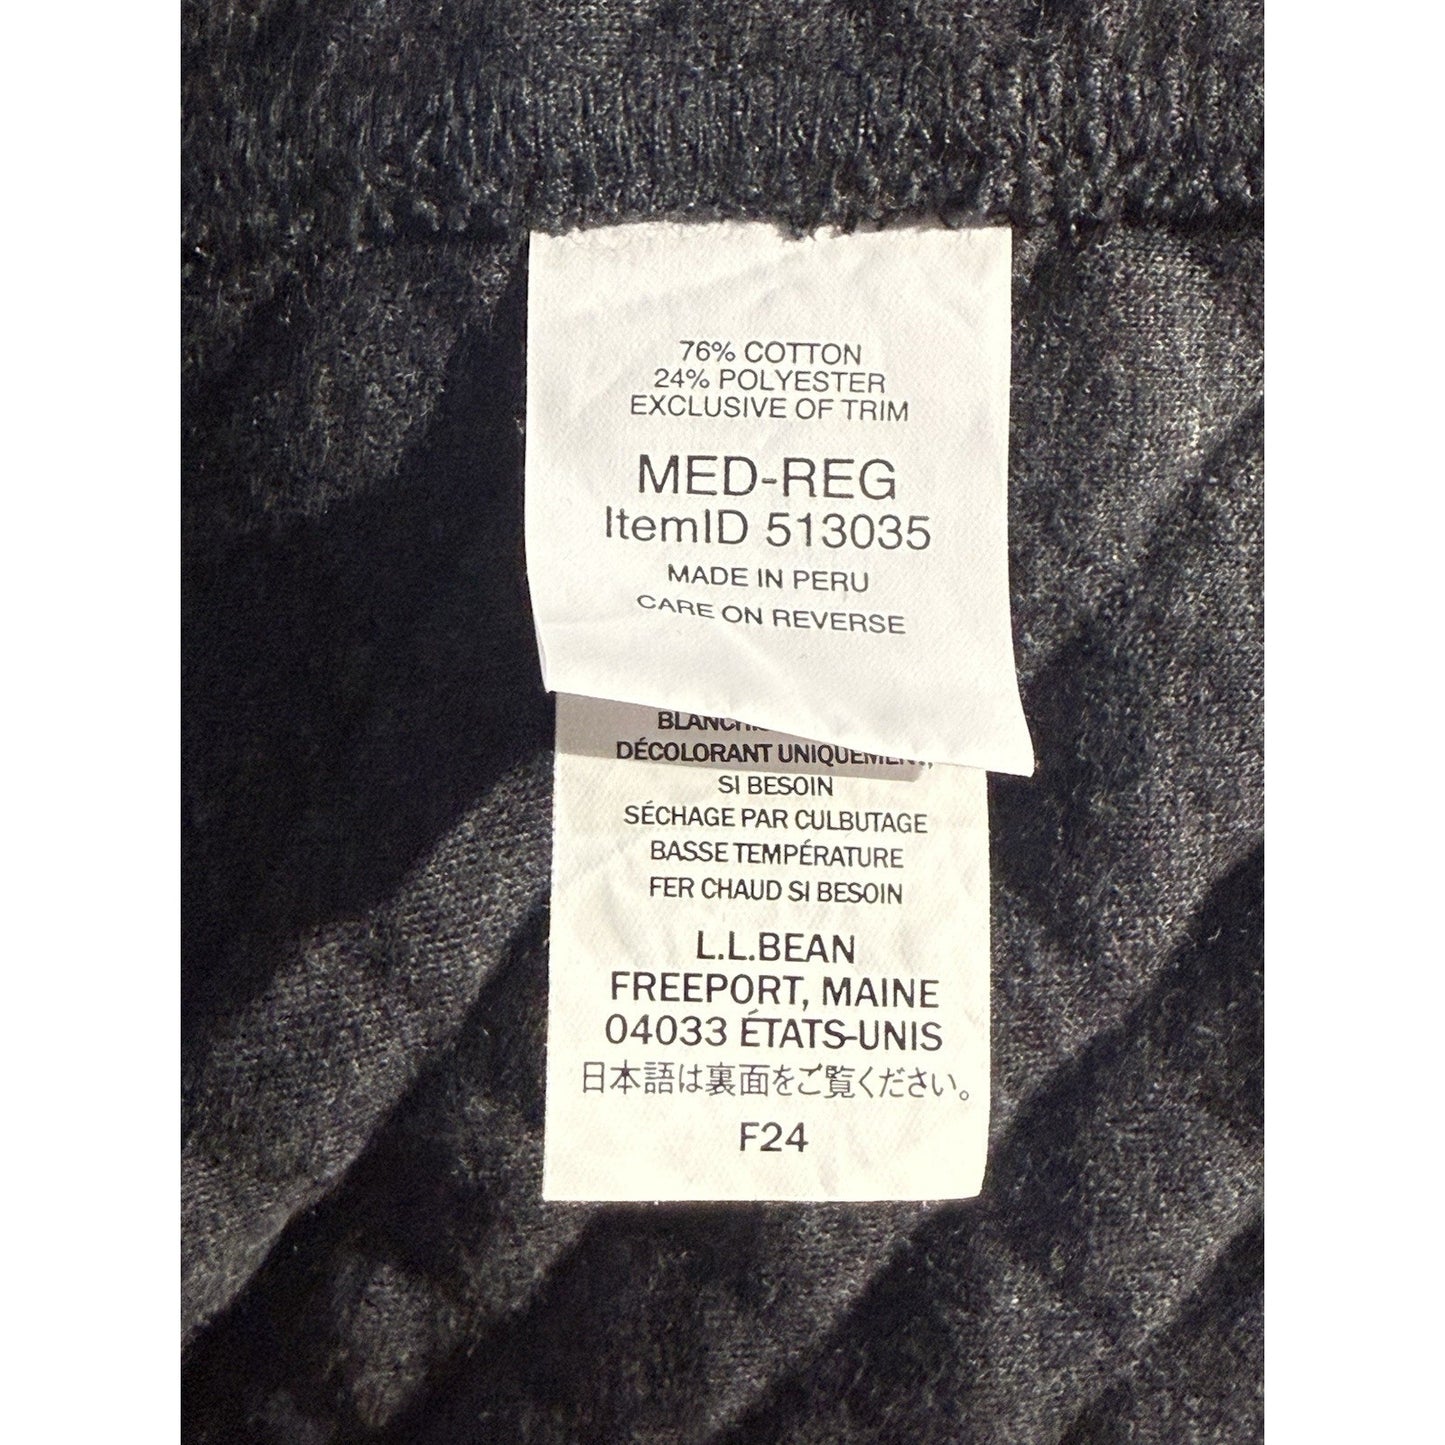 76% COTTON
24% POLYESTER
EXCLUSIVE OF TRIM
MED-REG
ItemID 513035
MADE IN PERU
CARE ON REVERSE
DÉCOLORANT UNIQUEMENT,
SI BESOIN
SÉCHAGE PAR CULBUTAGE
BASSE TEMPÉRATURE
FER CHAUD SI BESOIN
L.L.BEAN
FREEPORT, MAINE
04033 ÉTATS-UNIS
日本語は裏面をご覧ください。
F24